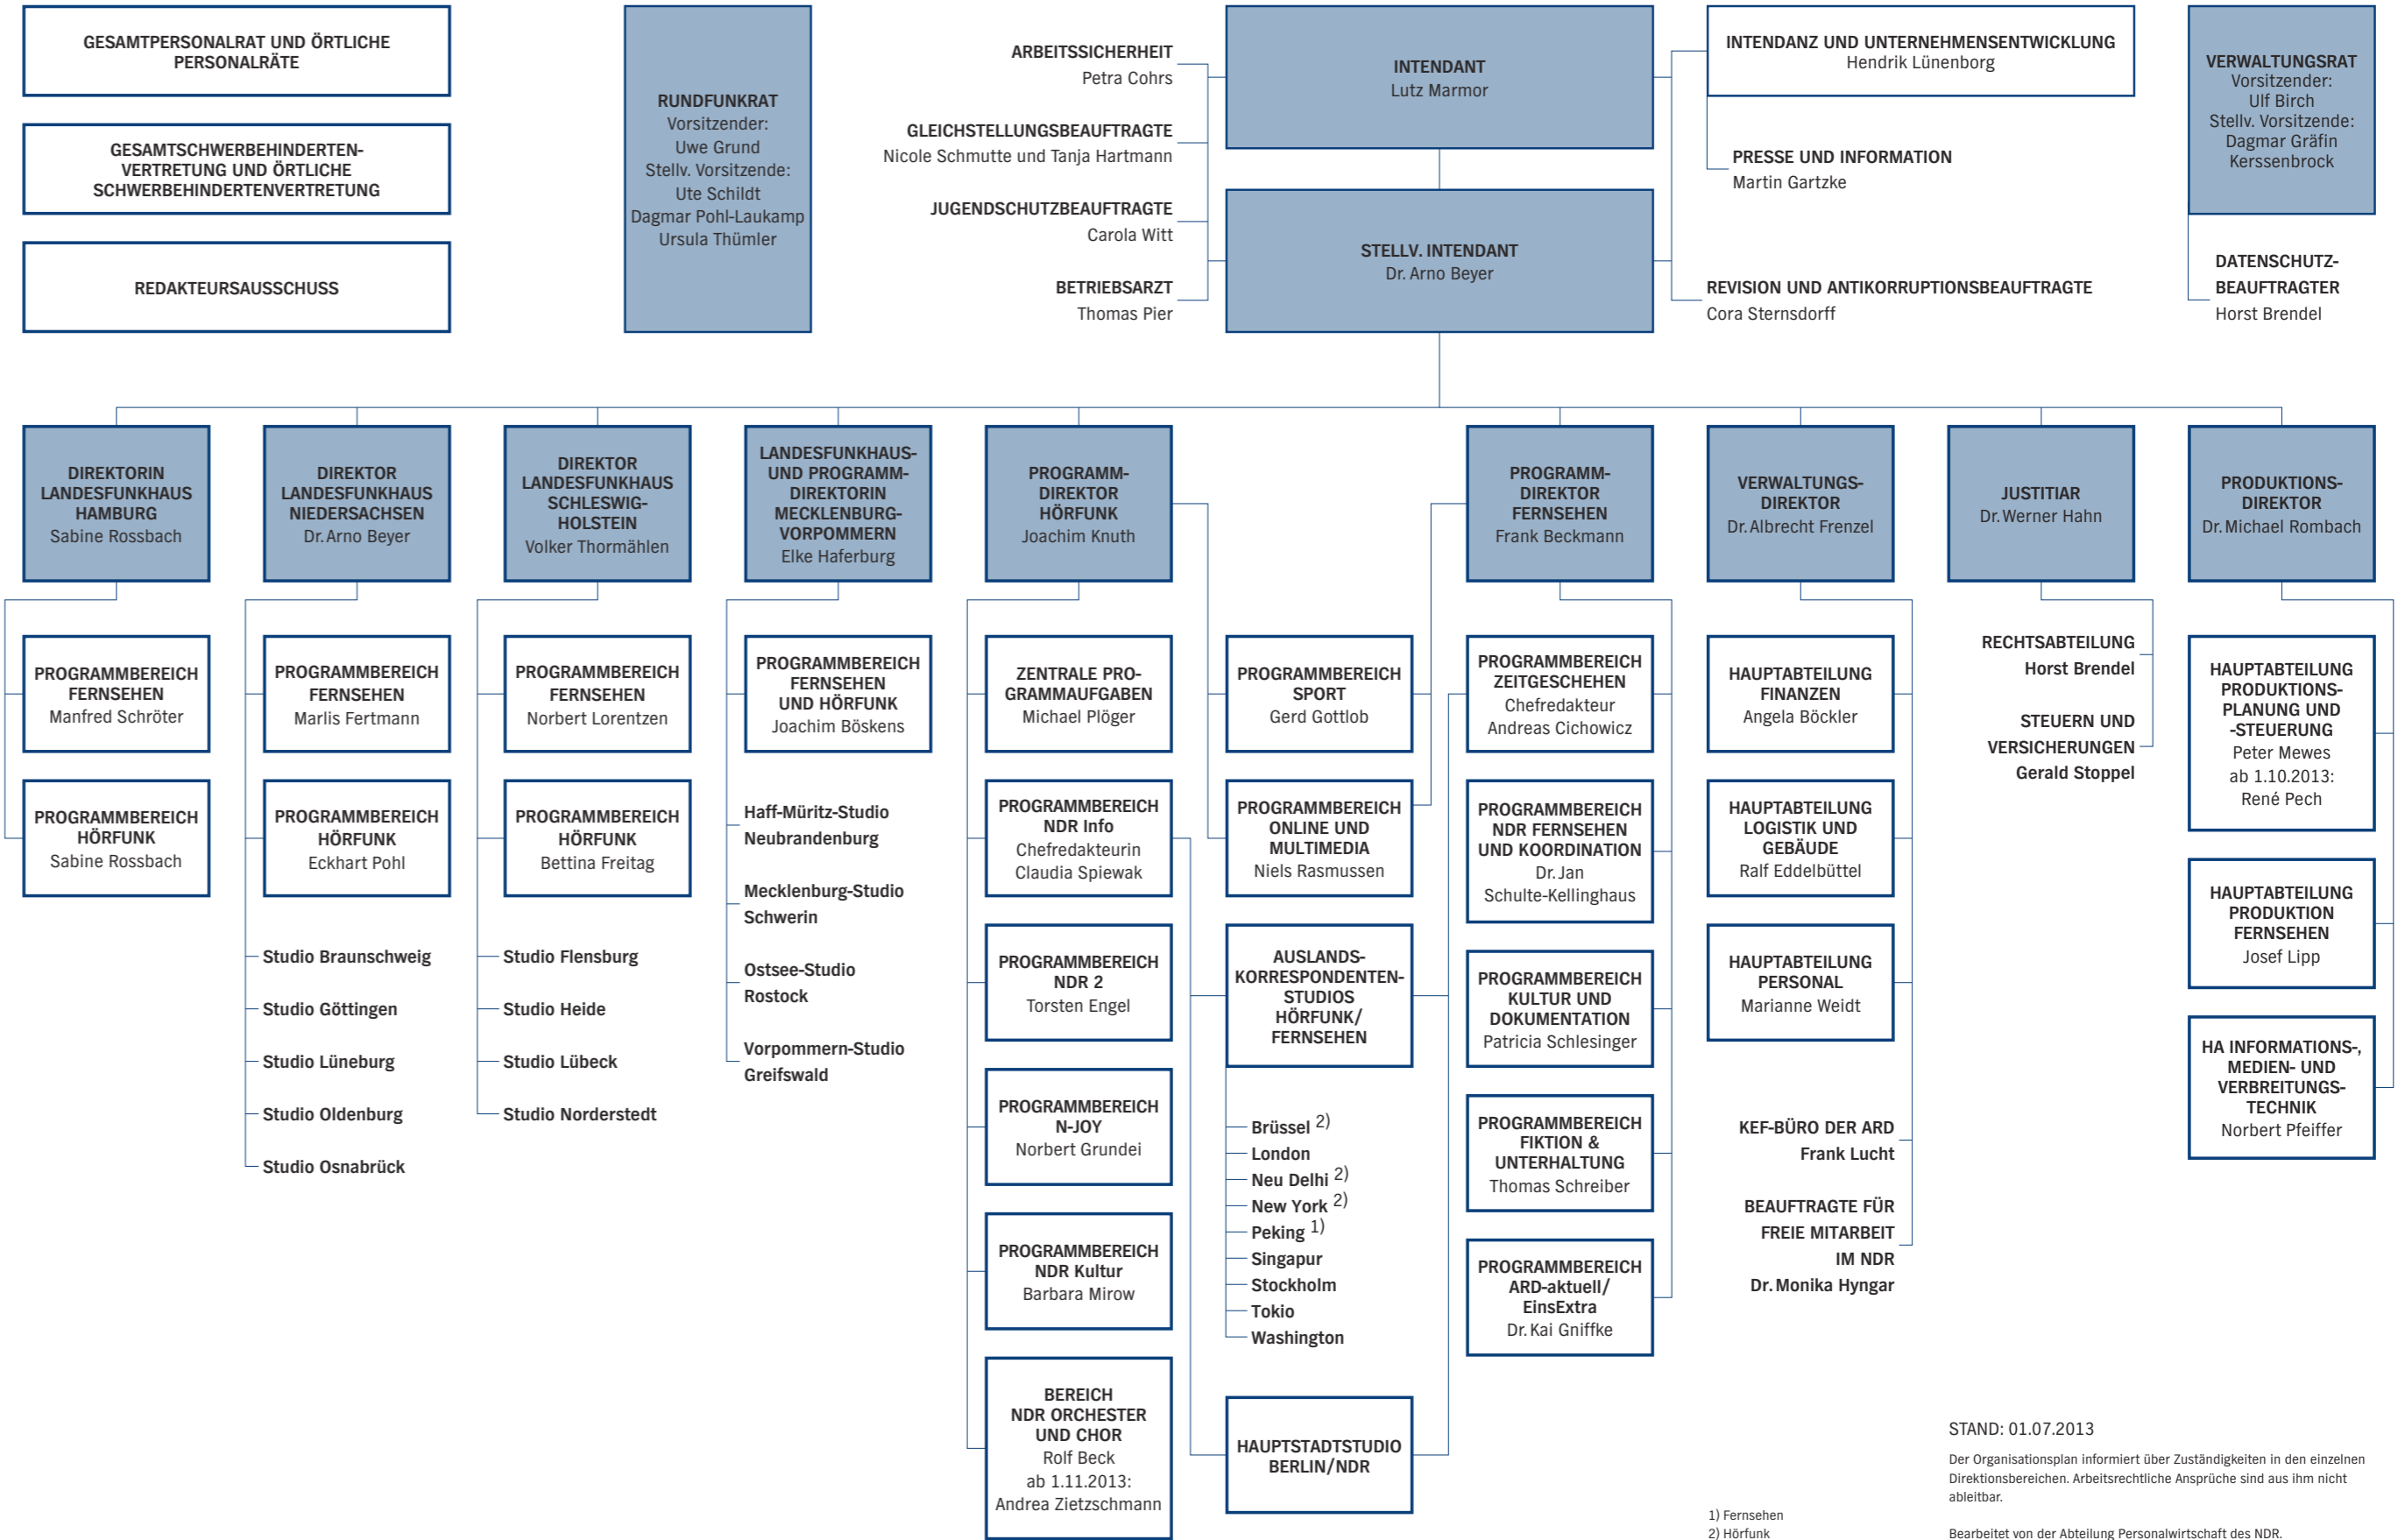 GESAMTPERSONALRAT UND ÖRTLICHE
PERSONALRÄTE
GESAMTSCHWERBEHINDERTEN-
VERTRETUNG UND ÖRTLICHE
SCHWERBEHINDERTENVERTRETUNG
REDAKTEURSAUSSCHUSS
RUNDFUNKRAT
Vorsitzender:
Uwe Grund
Stellv. Vorsitzende:
Ute Schildt
Dagmar Pohl-Laukamp
Ursula Thümler
ARBEITSSICHERHEIT
Petra Cohrs
GLEICHSTELLUNGSBEAUFTRAGTE
Nicole Schmutte und Tanja Hartmann
JUGENDSCHUTZBEAUFTRAGTE
Carola Witt
BETRIEBSARZT
Thomas Pier
INTENDANT
Lutz Marmor
STELLV. INTENDANT
Dr. Arno Beyer
INTENDANZ UND UNTERNEHMENSENTWICKLUNG
Hendrik Lünenborg
PRESSE UND INFORMATION
Martin Gartzke
REVISION UND ANTIKORRUPTIONSBEAUFTRAGTE
Cora Sternsdorff
VERWALTUNGSRAT
Vorsitzender:
Ulf Birch
Stellv. Vorsitzende:
Dagmar Gräfin
Kerssenbrock
DATENSCHUTZ-
BEAUFTRAGTER
Horst Brendel
DIREKTORIN
LANDESFUNKHAUS
HAMBURG
Sabine Rossbach
PROGRAMMBEREICH
FERNSEHEN
Manfred Schröter
PROGRAMMBEREICH
HÖRFUNK
Sabine Rossbach
DIREKTOR
LANDESFUNKHAUS
NIEDERSACHSEN
Dr. Arno Beyer
PROGRAMMBEREICH
FERNSEHEN
Marlis Fertmann
PROGRAMMBEREICH
HÖRFUNK
Eckhart Pohl
Studio Braunschweig
Studio Göttingen
Studio Lüneburg
Studio Oldenburg
Studio Osnabrück
DIREKTOR
LANDESFUNKHAUS
SCHLESWIG-
HOLSTEIN
Volker Thormählen
PROGRAMMBEREICH
FERNSEHEN
Norbert Lorentzen
PROGRAMMBEREICH
HÖRFUNK
Bettina Freitag
Studio Flensburg
Studio Heide
Studio Lübeck
Studio Norderstedt
LANDESFUNKHAUS-
UND PROGRAMM-
DIREKTORIN
MECKLENBURG-
VORPOMMERN
Elke Haferburg
PROGRAMMBEREICH
FERNSEHEN
UND HÖRFUNK
Joachim Böskens
Haff-Müritz-Studio
Neubrandenburg
Mecklenburg-Studio
Schwerin
Ostsee-Studio
Rostock
Vorpommern-Studio
Greifswald
PROGRAMM-
DIREKTOR
HÖRFUNK
Joachim Knuth
ZENTRALE PRO-
GRAMMAUFGABEN
Michael Plöger
PROGRAMMBEREICH
NDR Info
Chefredakteurin
Claudia Spiewak
PROGRAMMBEREICH
NDR 2
Torsten Engel
PROGRAMMBEREICH
N-JOY
Norbert Grundei
PROGRAMMBEREICH
NDR Kultur
Barbara Mirow
BEREICH
NDR ORCHESTER
UND CHOR
Rolf Beck
ab 1.11.2013:
Andrea Zietzschmann
PROGRAMMBEREICH
SPORT
Gerd Gottlob
PROGRAMMBEREICH
ONLINE UND
MULTIMEDIA
Niels Rasmussen
AUSLANDS-
KORRESPONDENTEN-
STUDIOS
HÖRFUNK/
FERNSEHEN
Brüssel 2)
London
Neu Delhi 2)
New York 2)
Peking 1)
Singapur
Stockholm
Tokio
Washington
HAUPTSTADTSTUDIO
BERLIN/NDR
PROGRAMM-
DIREKTOR
FERNSEHEN
Frank Beckmann
PROGRAMMBEREICH
ZEITGESCHEHEN
Chefredakteur
Andreas Cichowicz
PROGRAMMBEREICH
NDR FERNSEHEN
UND KOORDINATION
Dr. Jan
Schulte-Kellinghaus
PROGRAMMBEREICH
KULTUR UND
DOKUMENTATION
Patricia Schlesinger
PROGRAMMBEREICH
FIKTION &
UNTERHALTUNG
Thomas Schreiber
PROGRAMMBEREICH
ARD-aktuell/
EinsExtra
Dr. Kai Gniffke
VERWALTUNGS-
DIREKTOR
Dr. Albrecht Frenzel
HAUPTABTEILUNG
FINANZEN
Angela Böckler
HAUPTABTEILUNG
LOGISTIK UND
GEBÄUDE
Ralf Eddelbüttel
HAUPTABTEILUNG
PERSONAL
Marianne Weidt
KEF-BÜRO DER ARD
Frank Lucht
BEAUFTRAGTE FÜR
FREIE MITARBEIT
IM NDR
Dr. Monika Hyngar
JUSTITIAR
Dr. Werner Hahn
RECHTSABTEILUNG
Horst Brendel
STEUERN UND
VERSICHERUNGEN
Gerald Stoppel
PRODUKTIONS-
DIREKTOR
Dr. Michael Rombach
HAUPTABTEILUNG
PRODUKTIONS-
PLANUNG UND
-STEUERUNG
Peter Mewes
ab 1.10.2013:
René Pech
HAUPTABTEILUNG
PRODUKTION
FERNSEHEN
Josef Lipp
HA INFORMATIONS-,
MEDIEN- UND
VERBREITUNGS-
TECHNIK
Norbert Pfeiffer
1) Fernsehen
2) Hörfunk
STAND: 01.07.2013
Der Organisationsplan informiert über Zuständigkeiten in den einzelnen
Direktionsbereichen. Arbeitsrechtliche Ansprüche sind aus ihm nicht
ableitbar.
Bearbeitet von der Abteilung Personalwirtschaft des NDR.